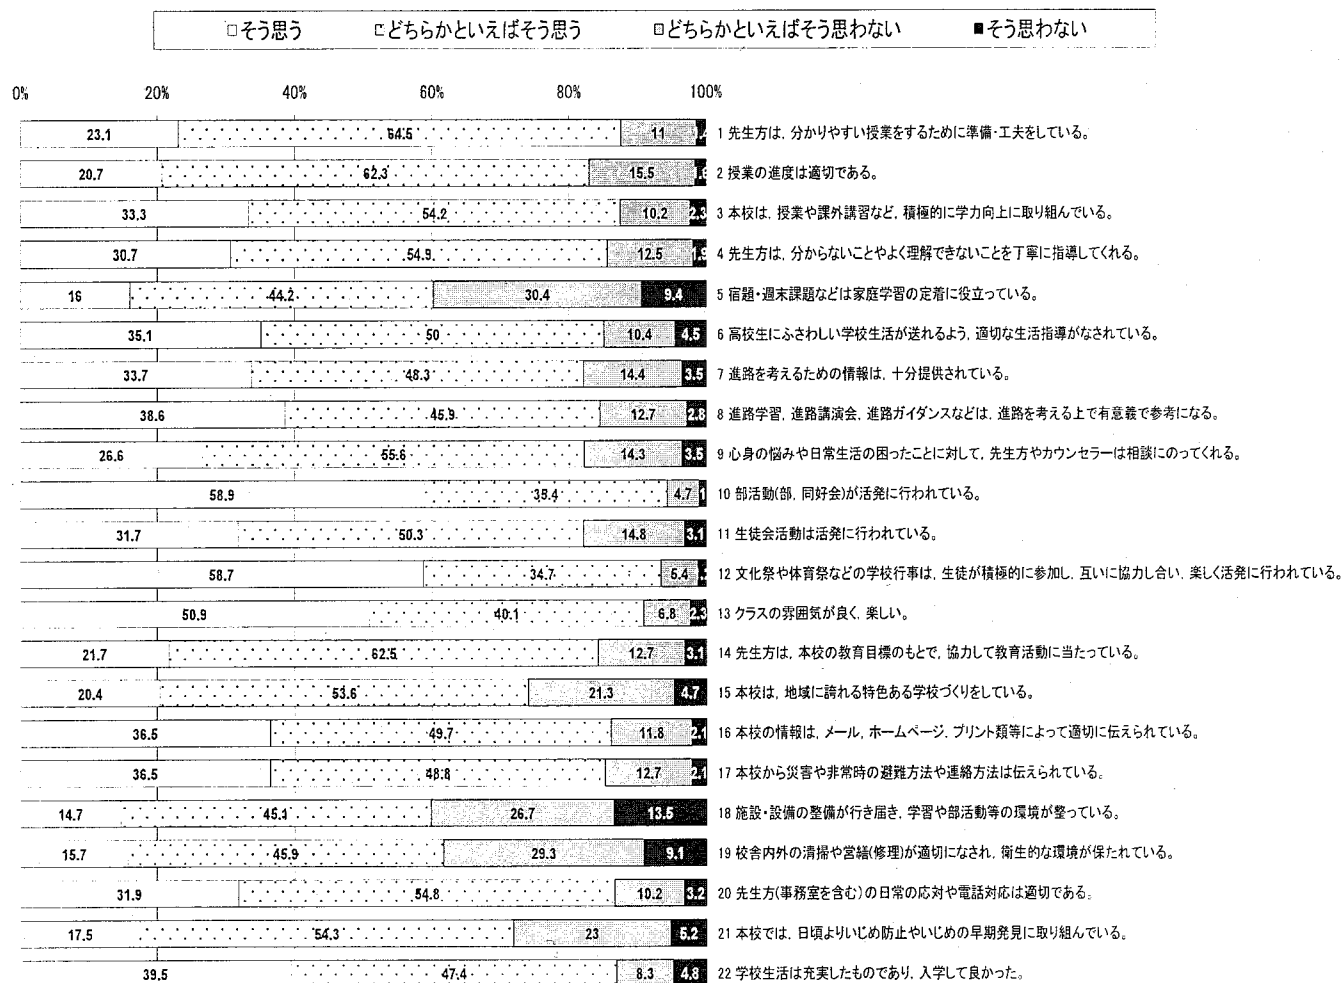 □そう思う □どちらかといえばそう思う □どちらかといえばそう思わない ■そう思わない
0% 20% 40% 60% 80% 100%
23.1 64.5 11 1.4 1 先生方は, 分かりやすい授業をするために準備・工夫をしている。
20.7 62.3 15.5 1.6 2 授業の進度は適切である。
33.3 54.2 10.2 2.3 3 本校は, 授業や課外講習など, 積極的に学力向上に取り組んでいる。
30.7 54.9 12.5 1.9 4 先生方は, 分からないことやよく理解できないことを丁寧に指導してくれる。
16 44.2 30.4 9.4 5 宿題・週末課題などは家庭学習の定着に役立っている。
35.1 50 10.4 4.5 6 高校生にふさわしい学校生活が送れるよう, 適切な生活指導がなされている。
33.7 48.3 14.4 3.5 7 進路を考えるための情報は, 十分提供されている。
38.6 45.9 12.7 2.8 8 進路学習, 進路講演会, 進路ガイダンスなどは, 進路を考える上で有意義で参考になる。
26.6 55.6 14.3 3.5 9 心身の悩みや日常生活の困ったことに対して, 先生方やカウンセラーは相談にのってくれる。
58.9 35.4 4.7 1 10 部活動(部, 同好会)が活発に行われている。
31.7 50.3 14.8 3.1 11 生徒会活動は活発に行われている。
58.7 34.7 5.4 12 文化祭や体育祭などの学校行事は, 生徒が積極的に参加し, 互いに協力し合い, 楽しく活発に行われている。
50.9 40.1 6.8 2.3 13 クラスの雰囲気が良く, 楽しい。
21.7 62.5 12.7 3.1 14 先生方は, 本校の教育目標のもとで, 協力して教育活動に当たっている。
20.4 53.6 21.3 4.7 15 本校は, 地域に誇れる特色ある学校づくりをしている。
36.5 49.7 11.8 2.1 16 本校の情報は, メール, ホームページ, プリント類等によって適切に伝えられている。
36.5 48.8 12.7 2.1 17 本校から災害や非常時の避難方法や連絡方法は伝えられている。
14.7 45.1 26.7 13.5 18 施設・設備の整備が行き届き, 学習や部活動等の環境が整っている。
15.7 45.9 29.3 9.1 19 校舎内外の清掃や営繕(修理)が適切になされ, 衛生的な環境が保たれている。
31.9 54.8 10.2 3.2 20 先生方(事務室を含む)の日常の応対や電話対応は適切である。
17.5 54.3 23 5.2 21 本校では, 日頃よりいじめ防止やいじめの早期発見に取り組んでいる。
39.5 47.4 8.3 4.8 22 学校生活は充実したものであり, 入学して良かった。